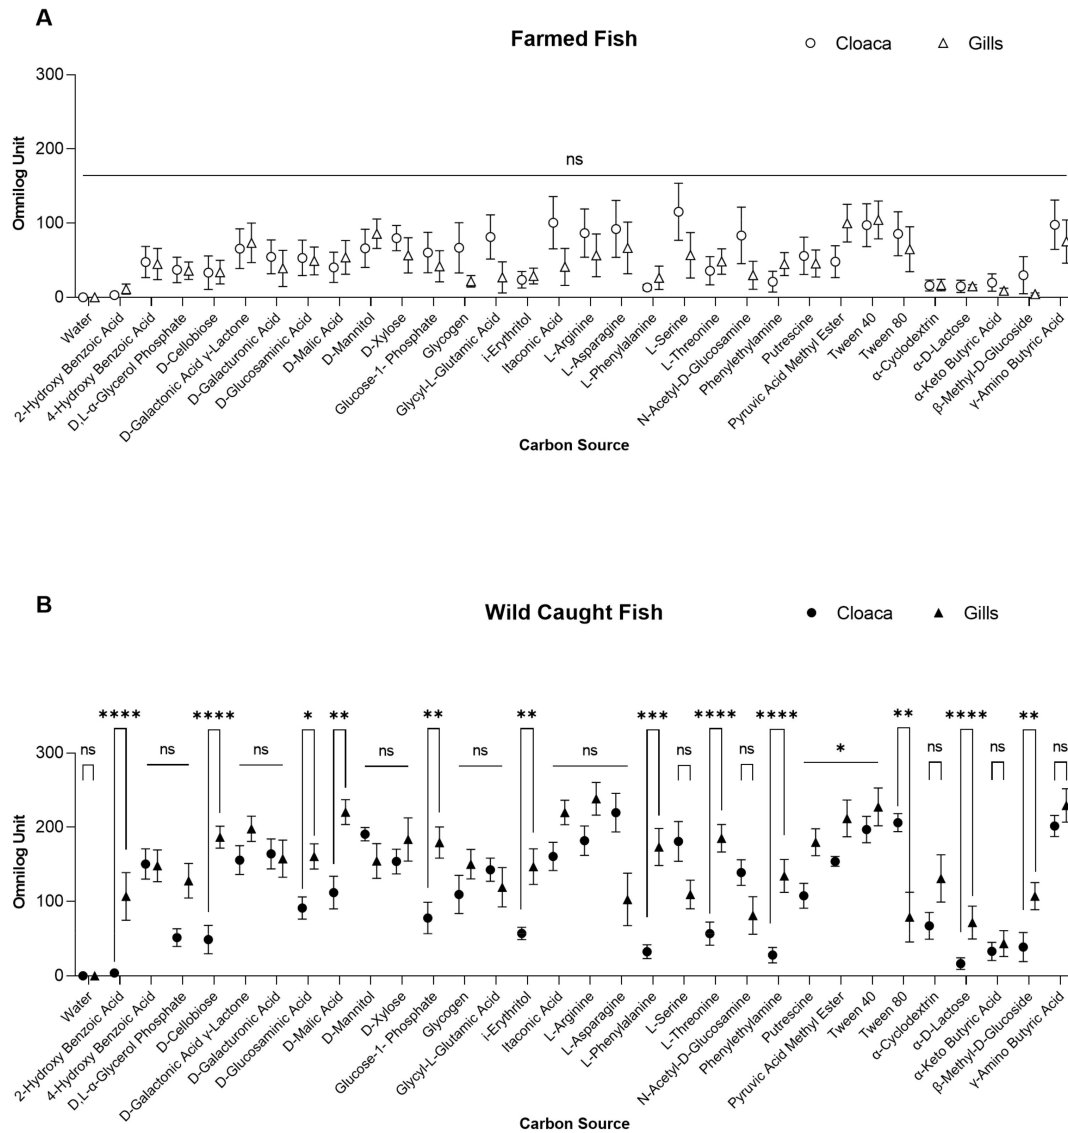 A
Farmed Fish
Cloaca
Gills
Omnilog Unit
300
200
100
0
ns
Water
2-Hydroxy Benzoic Acid
4-Hydroxy Benzoic Acid
D,L-α-Glycerol Phosphate
D-Cellobiose
D-Galactonic Acid γ-Lactone
D-Galacturonic Acid
D-Glucosaminic Acid
D-Malic Acid
D-Mannitol
D-Xylose
Glucose-1- Phosphate
Glycogen
Glycyl-L-Glutamic Acid
i-Erythritol
Itaconic Acid
L-Arginine
L-Asparagine
L-Phenylalanine
L-Serine
L-Threonine
N-Acetyl-D-Glucosamine
Phenylethylamine
Putrescine
Pyruvic Acid Methyl Ester
Tween 40
Tween 80
α-Cyclodextrin
α-D-Lactose
α-Keto Butyric Acid
β-Methyl-D-Glucoside
γ-Amino Butyric Acid
Carbon Source
B
Wild Caught Fish
Cloaca
Gills
Omnilog Unit
300
200
100
0
ns
****
ns
****
ns
*
**
ns
**
ns
**
ns
***
ns
****
ns
****
*
**
ns
****
ns
**
ns
Water
2-Hydroxy Benzoic Acid
4-Hydroxy Benzoic Acid
D,L-α-Glycerol Phosphate
D-Cellobiose
D-Galactonic Acid γ-Lactone
D-Galacturonic Acid
D-Glucosaminic Acid
D-Malic Acid
D-Mannitol
D-Xylose
Glucose-1- Phosphate
Glycogen
Glycyl-L-Glutamic Acid
i-Erythritol
Itaconic Acid
L-Arginine
L-Asparagine
L-Phenylalanine
L-Serine
L-Threonine
N-Acetyl-D-Glucosamine
Phenylethylamine
Putrescine
Pyruvic Acid Methyl Ester
Tween 40
Tween 80
α-Cyclodextrin
α-D-Lactose
α-Keto Butyric Acid
β-Methyl-D-Glucoside
γ-Amino Butyric Acid
Carbon Source